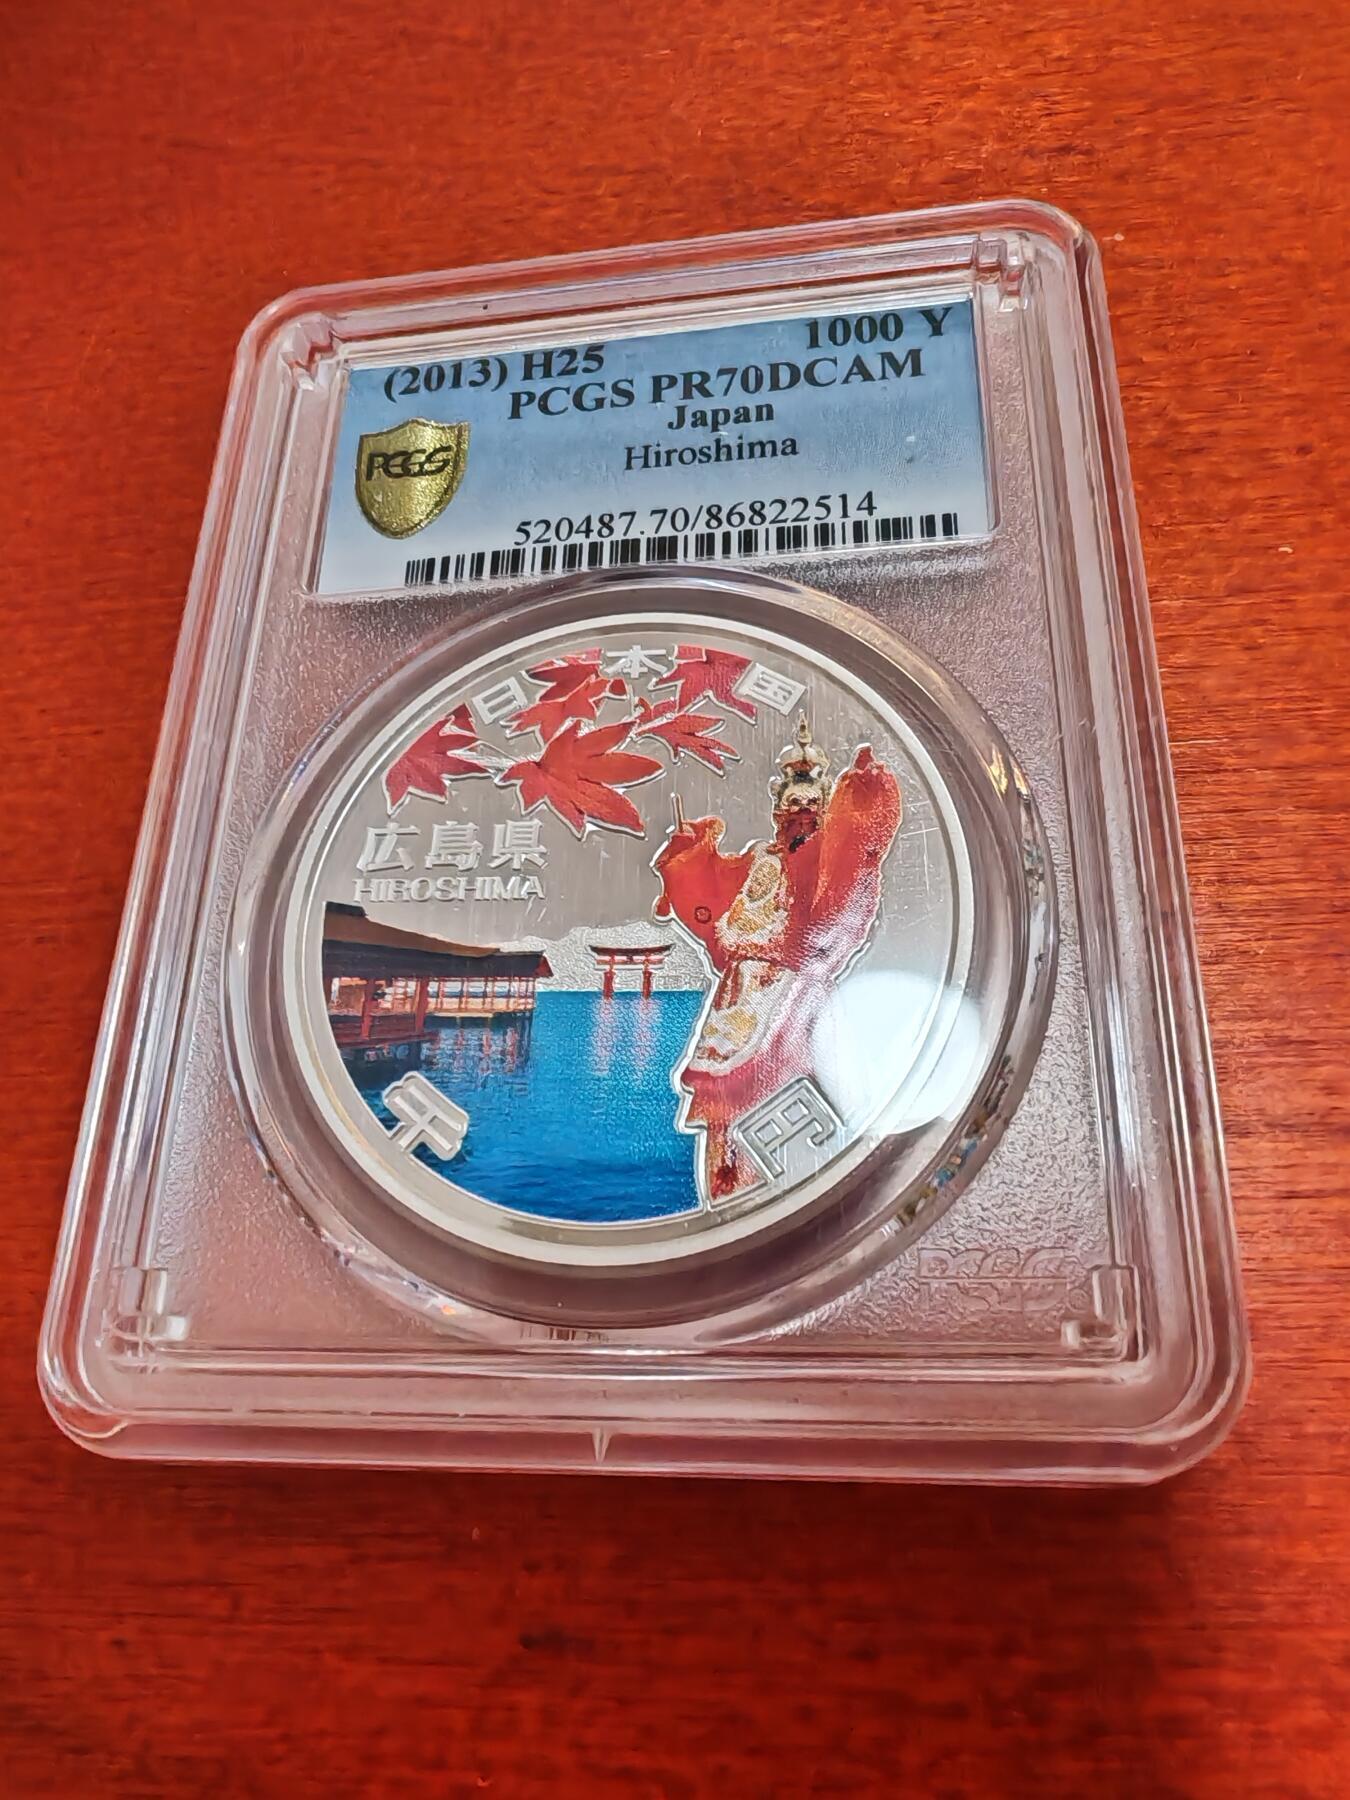 (2013) H25 1000 Y
PCGS PR70DCAM
Japan
Hiroshima
PCGS
520487.70/86822514
日本国
広島県
HIROSHIMA
千円
PCGS